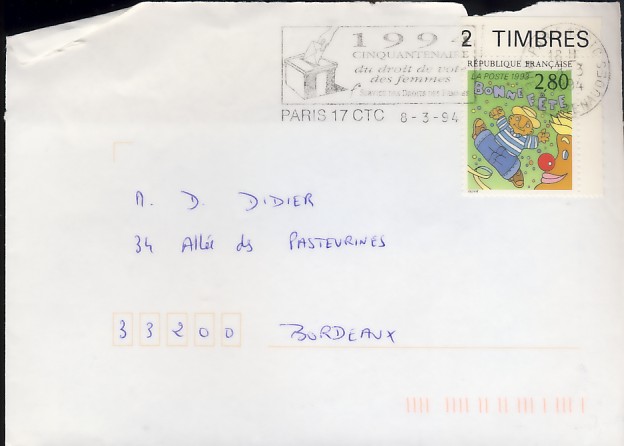 2 TIMBRES
1994
CINQUANTENAIRE
du droit de vote
des femmes
RÉPUBLIQUE FRANÇAISE
LA POSTE 1993
2,80
BONNE FÊTE
PARIS 17 CTC 8-3-94
M. D. DIDIER
34 Allée des PASTEURINES
33200 BORDEAUX